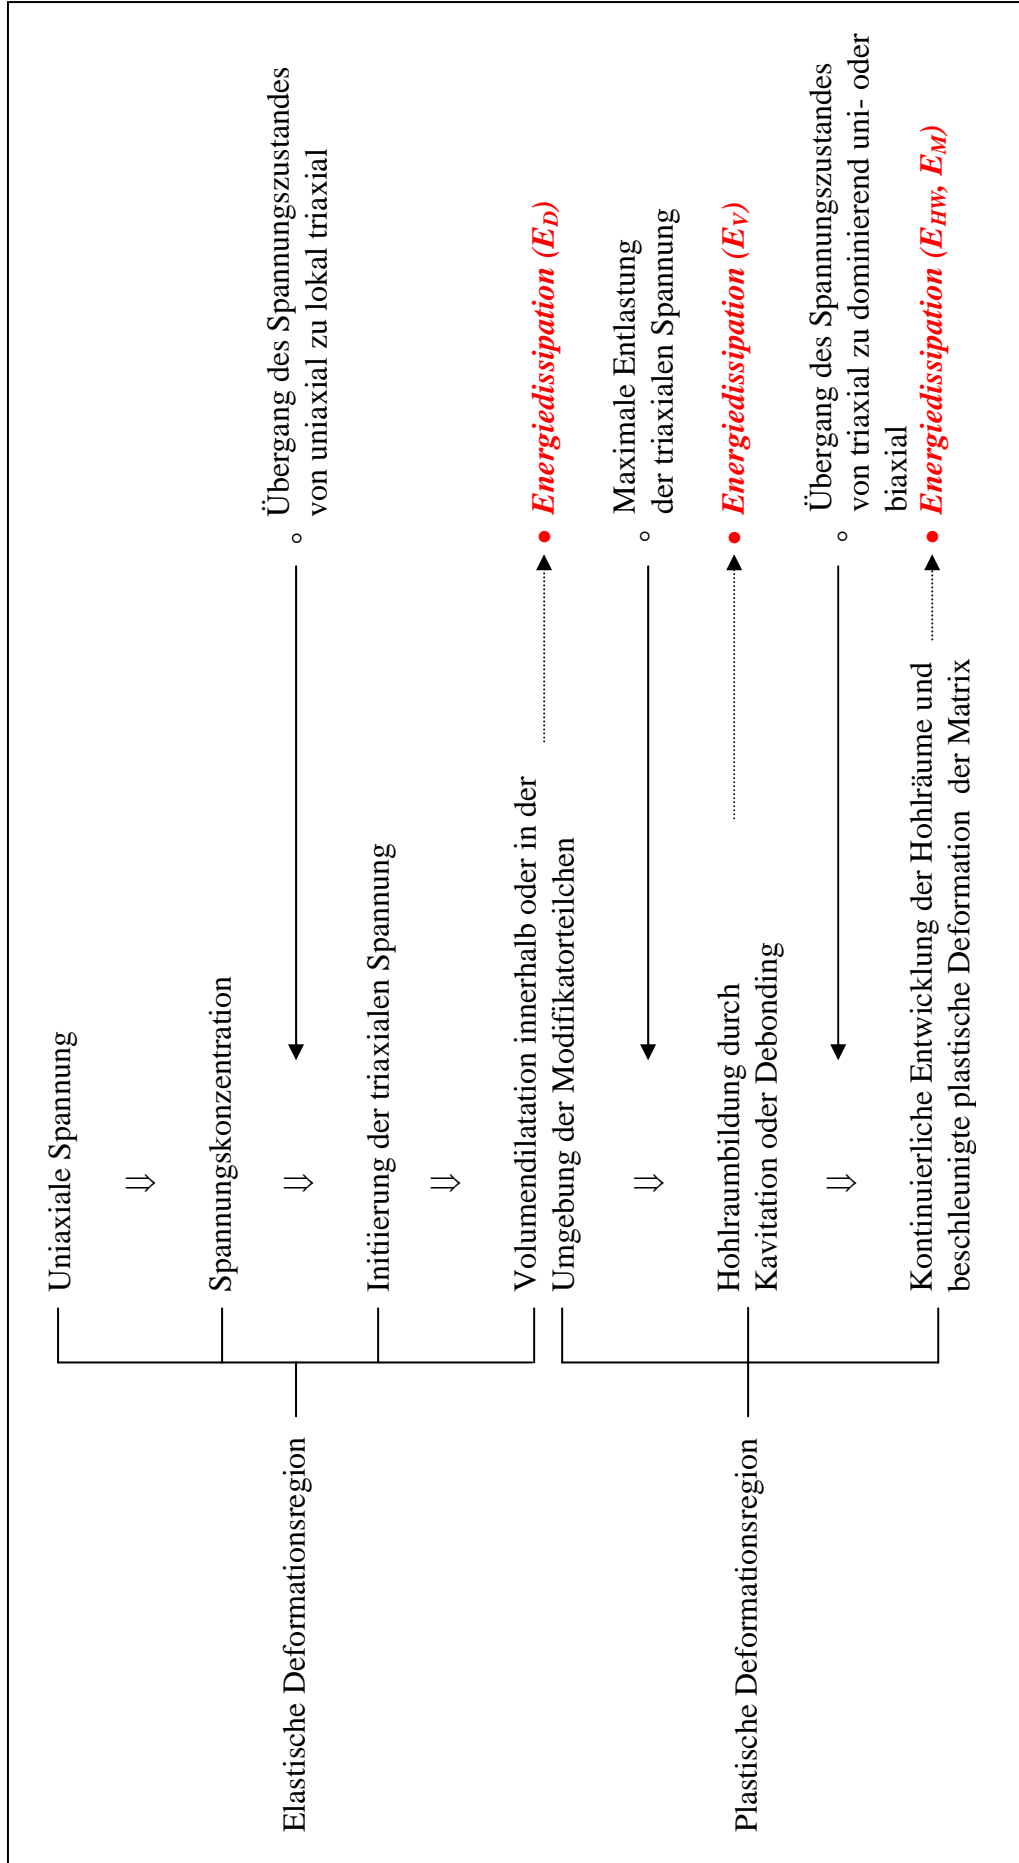 Elastische Deformationsregion
Uniaxiale Spannung
⇓
Spannungskonzentration
⇓
Übergang des Spannungszustandes
von uniaxial zu lokal triaxial
Initiierung der triaxialen Spannung
⇓
Volumendilatation innerhalb oder in der
Umgebung der Modifikatorteilchen
• Energiedissipation (E_D)
Plastische Deformationsregion
⇓
Maximale Entlastung
der triaxialen Spannung
Hohlraumbildung durch
Kavitation oder Debonding
• Energiedissipation (E_V)
⇓
Übergang des Spannungszustandes
von triaxial zu dominierend uni- oder
biaxial
Kontinuierliche Entwicklung der Hohlräume und
beschleunigte plastische Deformation der Matrix
• Energiedissipation (E_HW, E_M)